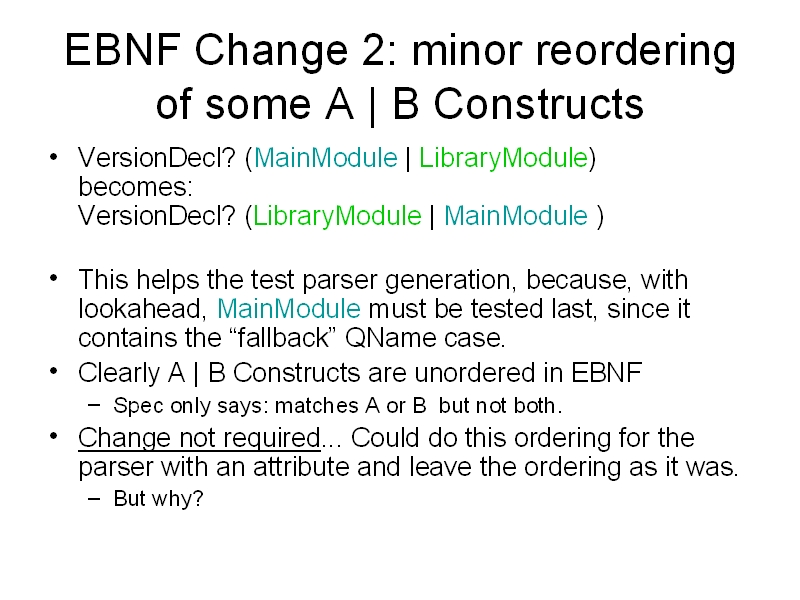 EBNF Change 2: minor reordering
of some A | B Constructs
• VersionDecl? (MainModule | LibraryModule)
becomes:
VersionDecl? (LibraryModule | MainModule )
• This helps the test parser generation, because, with
lookahead, MainModule must be tested last, since it
contains the “fallback” QName case.
• Clearly A | B Constructs are unordered in EBNF
– Spec only says: matches A or B  but not both.
• Change not required... Could do this ordering for the
parser with an attribute and leave the ordering as it was.
– But why?